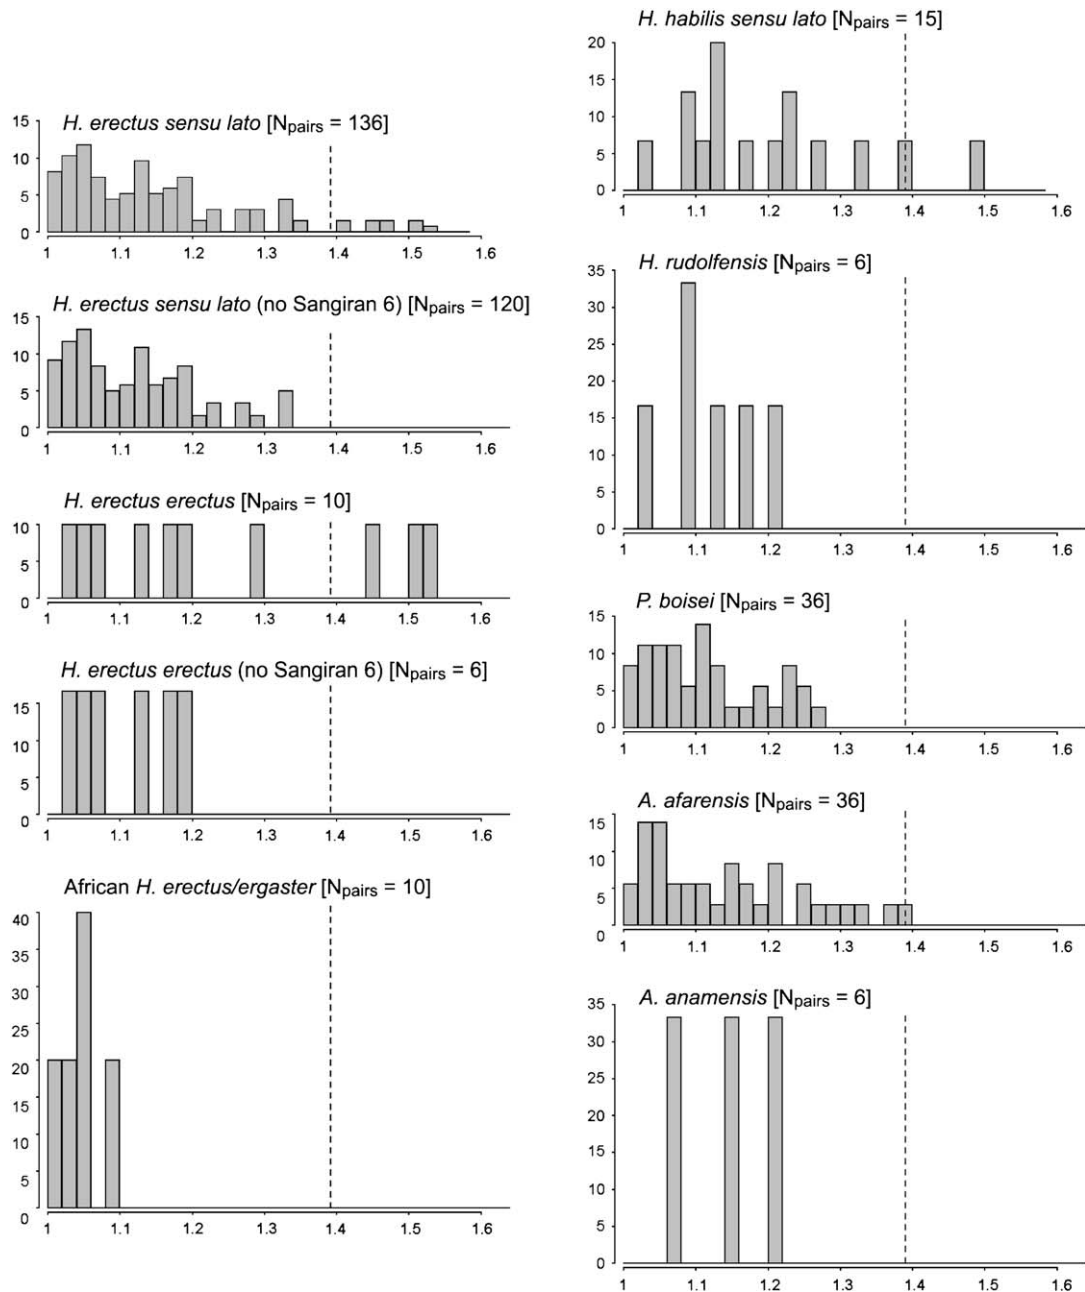 H. erectus sensu lato [Npairs = 136]
15
10
5
0
1 1.1 1.2 1.3 1.4 1.5 1.6
H. erectus sensu lato (no Sangiran 6) [Npairs = 120]
15
10
5
0
1 1.1 1.2 1.3 1.4 1.5 1.6
H. erectus erectus [Npairs = 10]
10
5
0
1 1.1 1.2 1.3 1.4 1.5 1.6
H. erectus erectus (no Sangiran 6) [Npairs = 6]
15
10
5
0
1 1.1 1.2 1.3 1.4 1.5 1.6
African H. erectus/ergaster [Npairs = 10]
40
35
30
25
20
15
10
5
0
1 1.1 1.2 1.3 1.4 1.5 1.6
H. habilis sensu lato [Npairs = 15]
20
15
10
5
0
1 1.1 1.2 1.3 1.4 1.5 1.6
H. rudolfensis [Npairs = 6]
35
30
25
20
15
10
5
0
1 1.1 1.2 1.3 1.4 1.5 1.6
P. boisei [Npairs = 36]
15
10
5
0
1 1.1 1.2 1.3 1.4 1.5 1.6
A. afarensis [Npairs = 36]
15
10
5
0
1 1.1 1.2 1.3 1.4 1.5 1.6
A. anamensis [Npairs = 6]
35
30
25
20
15
10
5
0
1 1.1 1.2 1.3 1.4 1.5 1.6